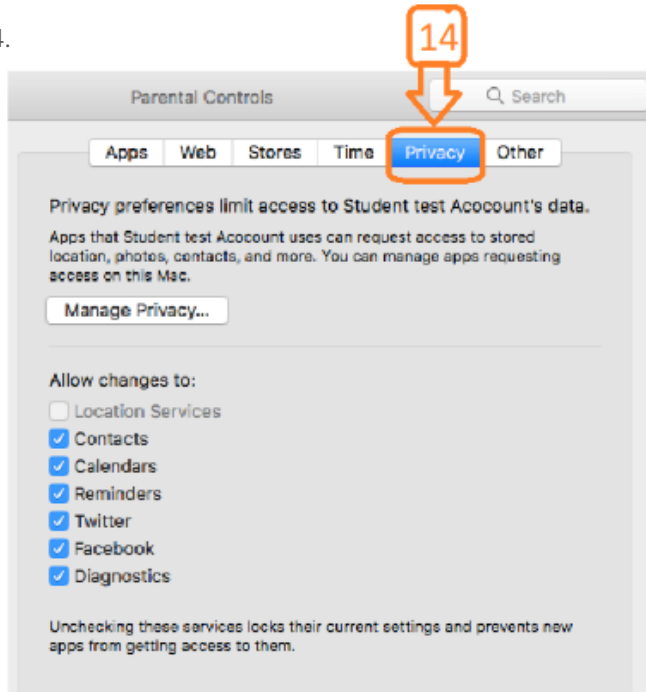 14
4.
Parental Controls
Search
Apps Web Stores Time Privacy Other
Privacy preferences limit access to Student test Acocount's data.
Apps that Student test Acocount uses can request access to stored
location, photos, contacts, and more. You can manage apps requesting
access on this Mac.
Manage Privacy...
Allow changes to:
Location Services
Contacts
Calendars
Reminders
Twitter
Facebook
Diagnostics
Unchecking these services locks their current settings and prevents new
apps from getting access to them.